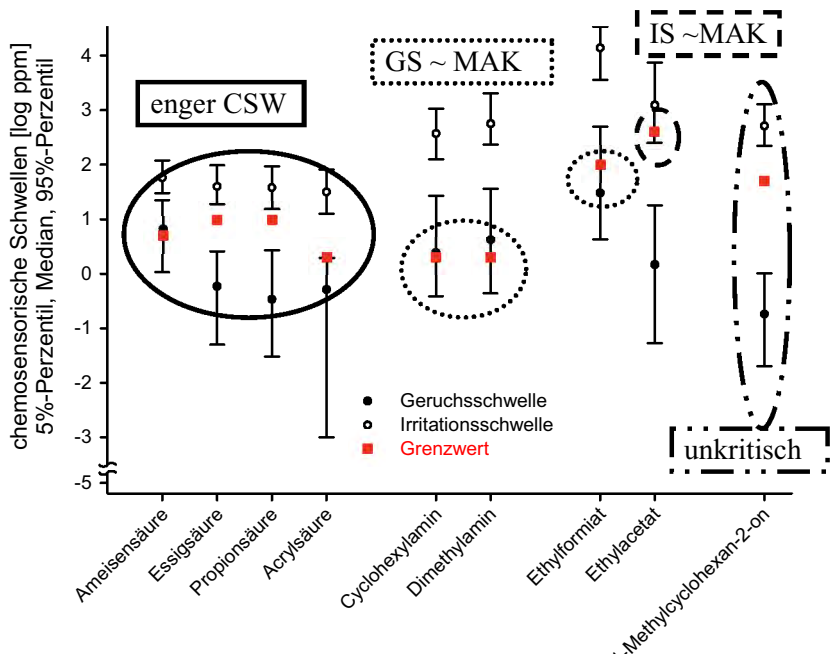 IS ~MAK
GS ~ MAK
enger CSW
chemosensorische Schwellen [log ppm]
5%-Perzentil, Median, 95%-Perzentil
4
3
2
1
0
-1
-2
-3
-5
Geruchsschwelle
Irritationsschwelle
Grenzwert
unkritisch
Ameisensäure
Essigsäure
Propionsäure
Acrylsäure
Cyclohexylamin
Dimethylamin
Ethylformiat
Ethylacetat
-Methylcyclohexan-2-on